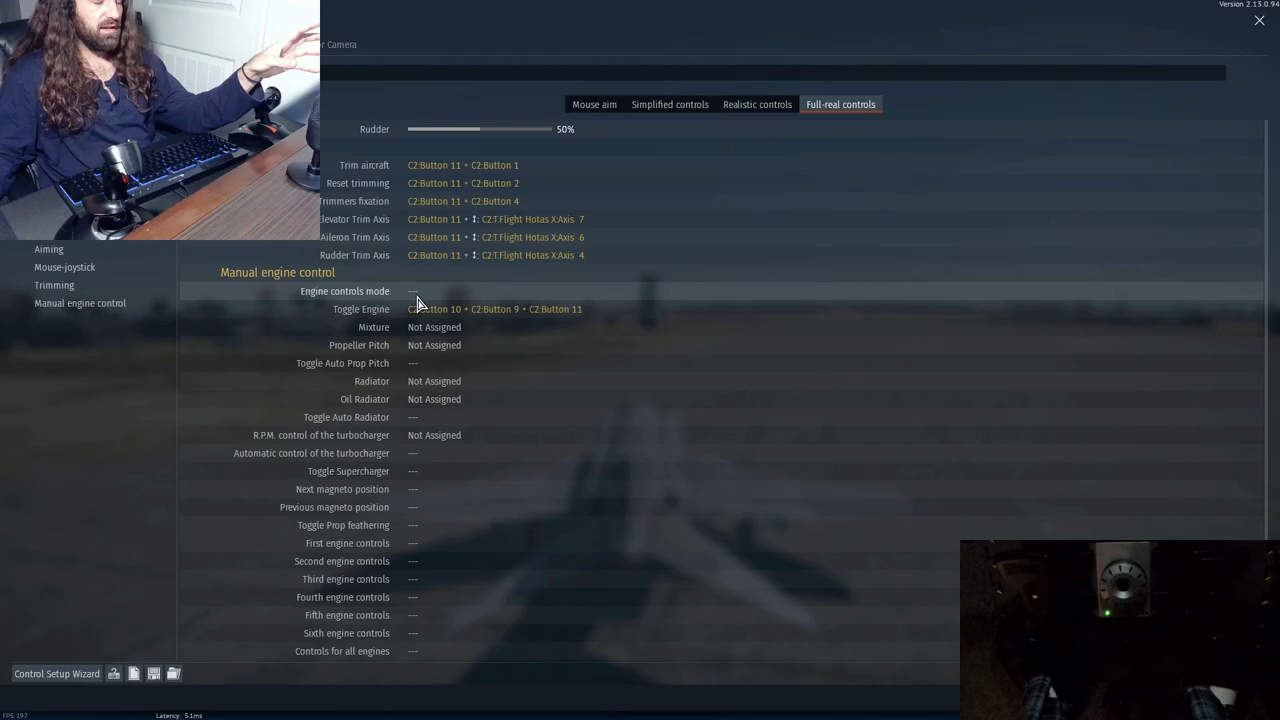 Version 2.13.0.94
r Camera
Mouse aim Simplified controls Realistic controls Full-real controls
Rudder 50%
Trim aircraft C2:Button 11 + C2:Button 1
Reset trimming C2:Button 11 + C2:Button 2
Trimmers fixation C2:Button 11 + C2:Button 4
Elevator Trim Axis C2:Button 11 + ↕: C2:T.Flight Hotas X:Axis 7
Aileron Trim Axis C2:Button 11 + ↕: C2:T.Flight Hotas X:Axis 6
Rudder Trim Axis C2:Button 11 + ↕: C2:T.Flight Hotas X:Axis 4
Aiming
Mouse-joystick
Trimming
Manual engine control
Manual engine control
Engine controls mode ---
Toggle Engine C2:Button 10 + C2:Button 9 + C2:Button 11
Mixture Not Assigned
Propeller Pitch Not Assigned
Toggle Auto Prop Pitch ---
Radiator Not Assigned
Oil Radiator Not Assigned
Toggle Auto Radiator ---
R.P.M. control of the turbocharger Not Assigned
Automatic control of the turbocharger ---
Toggle Supercharger ---
Next magneto position ---
Previous magneto position ---
Toggle Prop feathering ---
First engine controls ---
Second engine controls ---
Third engine controls ---
Fourth engine controls ---
Fifth engine controls ---
Sixth engine controls ---
Controls for all engines ---
Control Setup Wizard
FPS: 197 Latency: 5.1ms